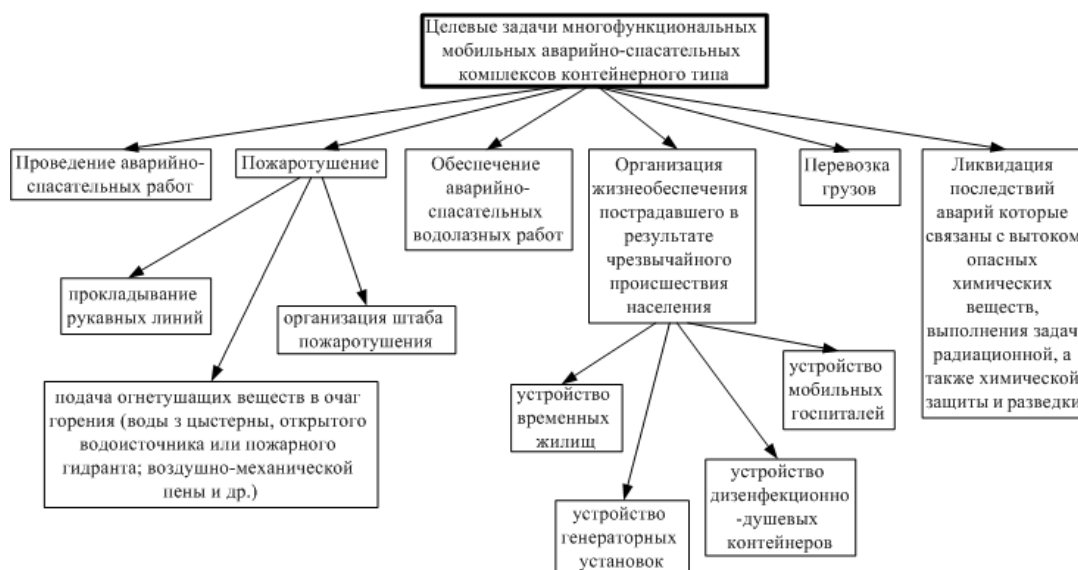 Целевые задачи многофункциональных
мобильных аварийно-спасательных
комплексов контейнерного типа
Проведение аварийно-
спасательных работ
Пожаротушение
Обеспечение
аварийно-
спасательных
водолазных работ
Организация
жизнеобеспечения
пострадавшего в
результате
чрезвычайного
происшествия
населения
Перевозка
грузов
Ликвидация
последствий
аварий которые
связаны с вытоком
опасных
химических
веществ,
выполнения задач
радиационной, а
также химической
защиты и разведки
прокладывание
рукавных линий
организация штаба
пожаротушения
подача огнетушащих веществ в очаг
горения (воды з цыстерны, открытого
водоисточника или пожарного
гидранта; воздушно-механической
пены и др.)
устройство
временных
жилищ
устройство
генераторных
установок
устройство
дизенфекционно
-душевых
контейнеров
устройство
мобильных
госпиталей